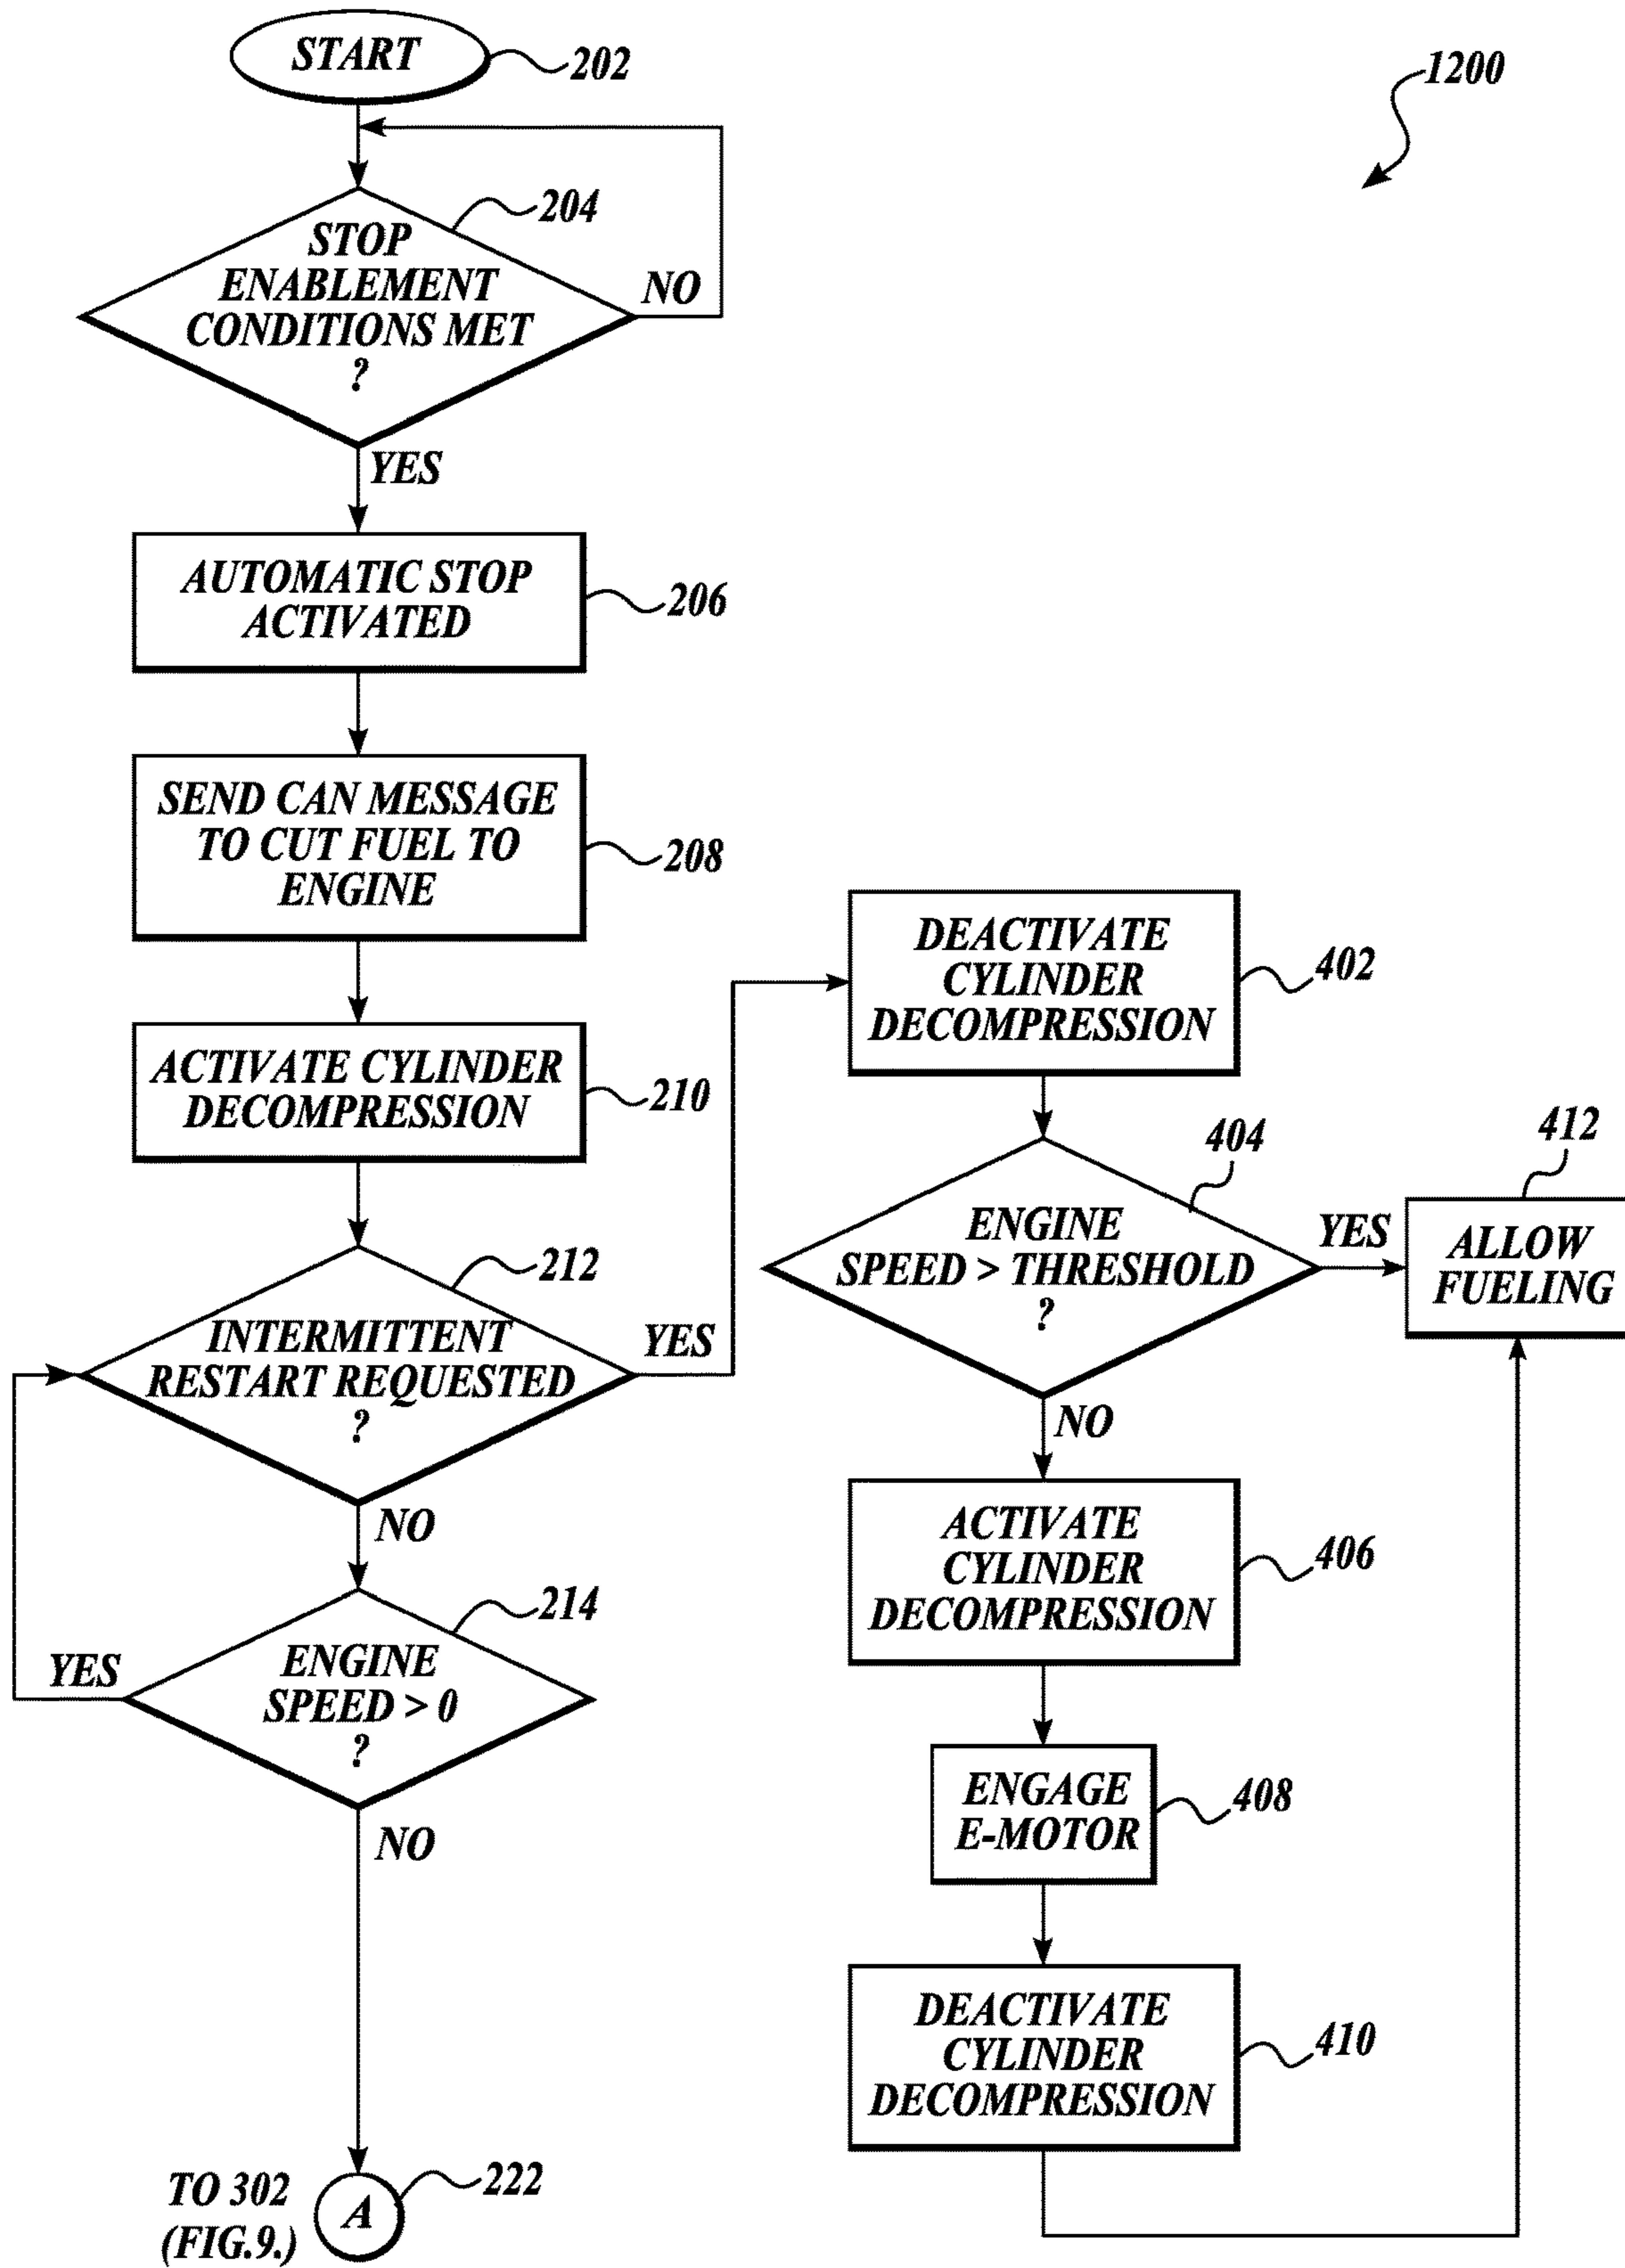 START
202
1200
204
STOP
ENABLEMENT
CONDITIONS MET
?
NO
YES
AUTOMATIC STOP
ACTIVATED
206
SEND CAN MESSAGE
TO CUT FUEL TO
ENGINE
208
ACTIVATE CYLINDER
DECOMPRESSION
210
212
INTERMITTENT
RESTART REQUESTED
?
YES
NO
214
ENGINE
SPEED > 0
?
YES
NO
TO 302
(FIG.9.)
A
222
DEACTIVATE
CYLINDER
DECOMPRESSION
402
404
ENGINE
SPEED > THRESHOLD
?
YES
412
ALLOW
FUELING
NO
ACTIVATE
CYLINDER
DECOMPRESSION
406
ENGAGE
E-MOTOR
408
DEACTIVATE
CYLINDER
DECOMPRESSION
410